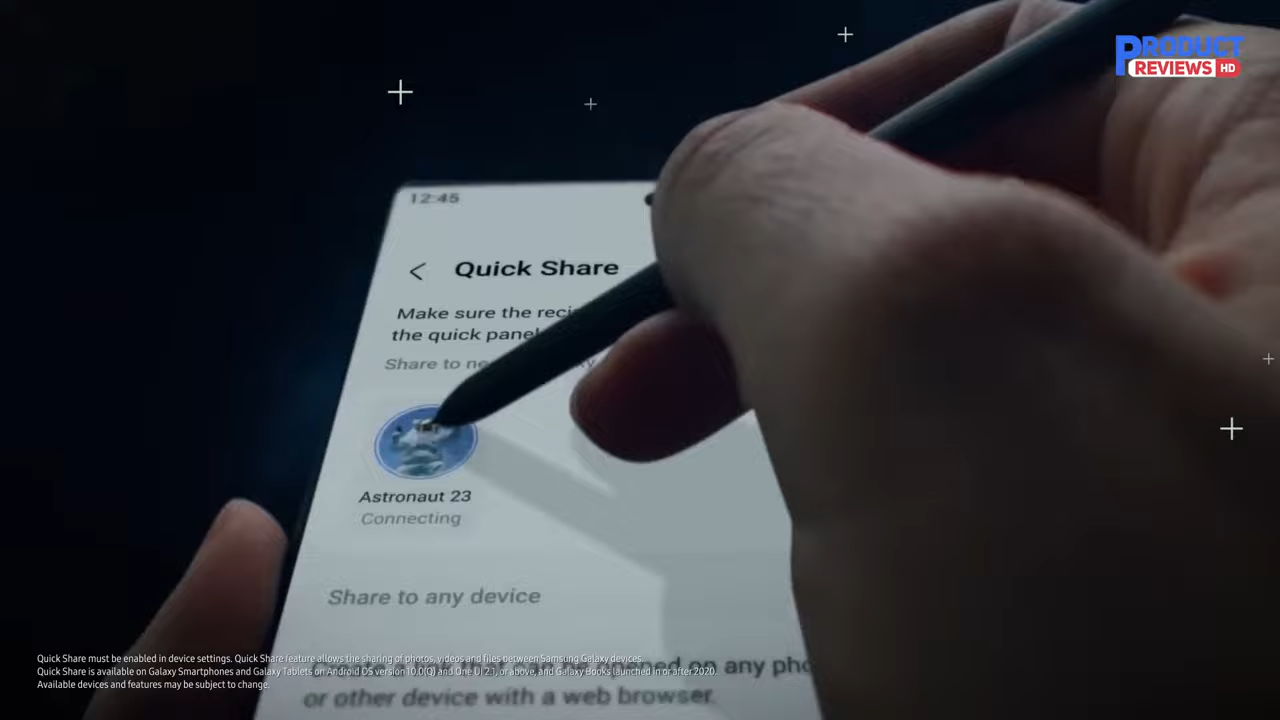 PRODUCT
REVIEWS HD
12:45
Quick Share
Make sure the
the quick panel
Share to
Astronaut 23
Connecting
Share to any device
on any
or other device with a web browser.
Quick Share must be enabled in device settings. Quick Share feature allows the sharing of photos, videos and files between Samsung Galaxy devices.
Quick Share is available on Galaxy Smartphones and Galaxy Tablets on Android OS version 10.0(Q) and One UI 2.1, or above, and Galaxy Books launched in or after 2020.
Available devices and features may be subject to change.